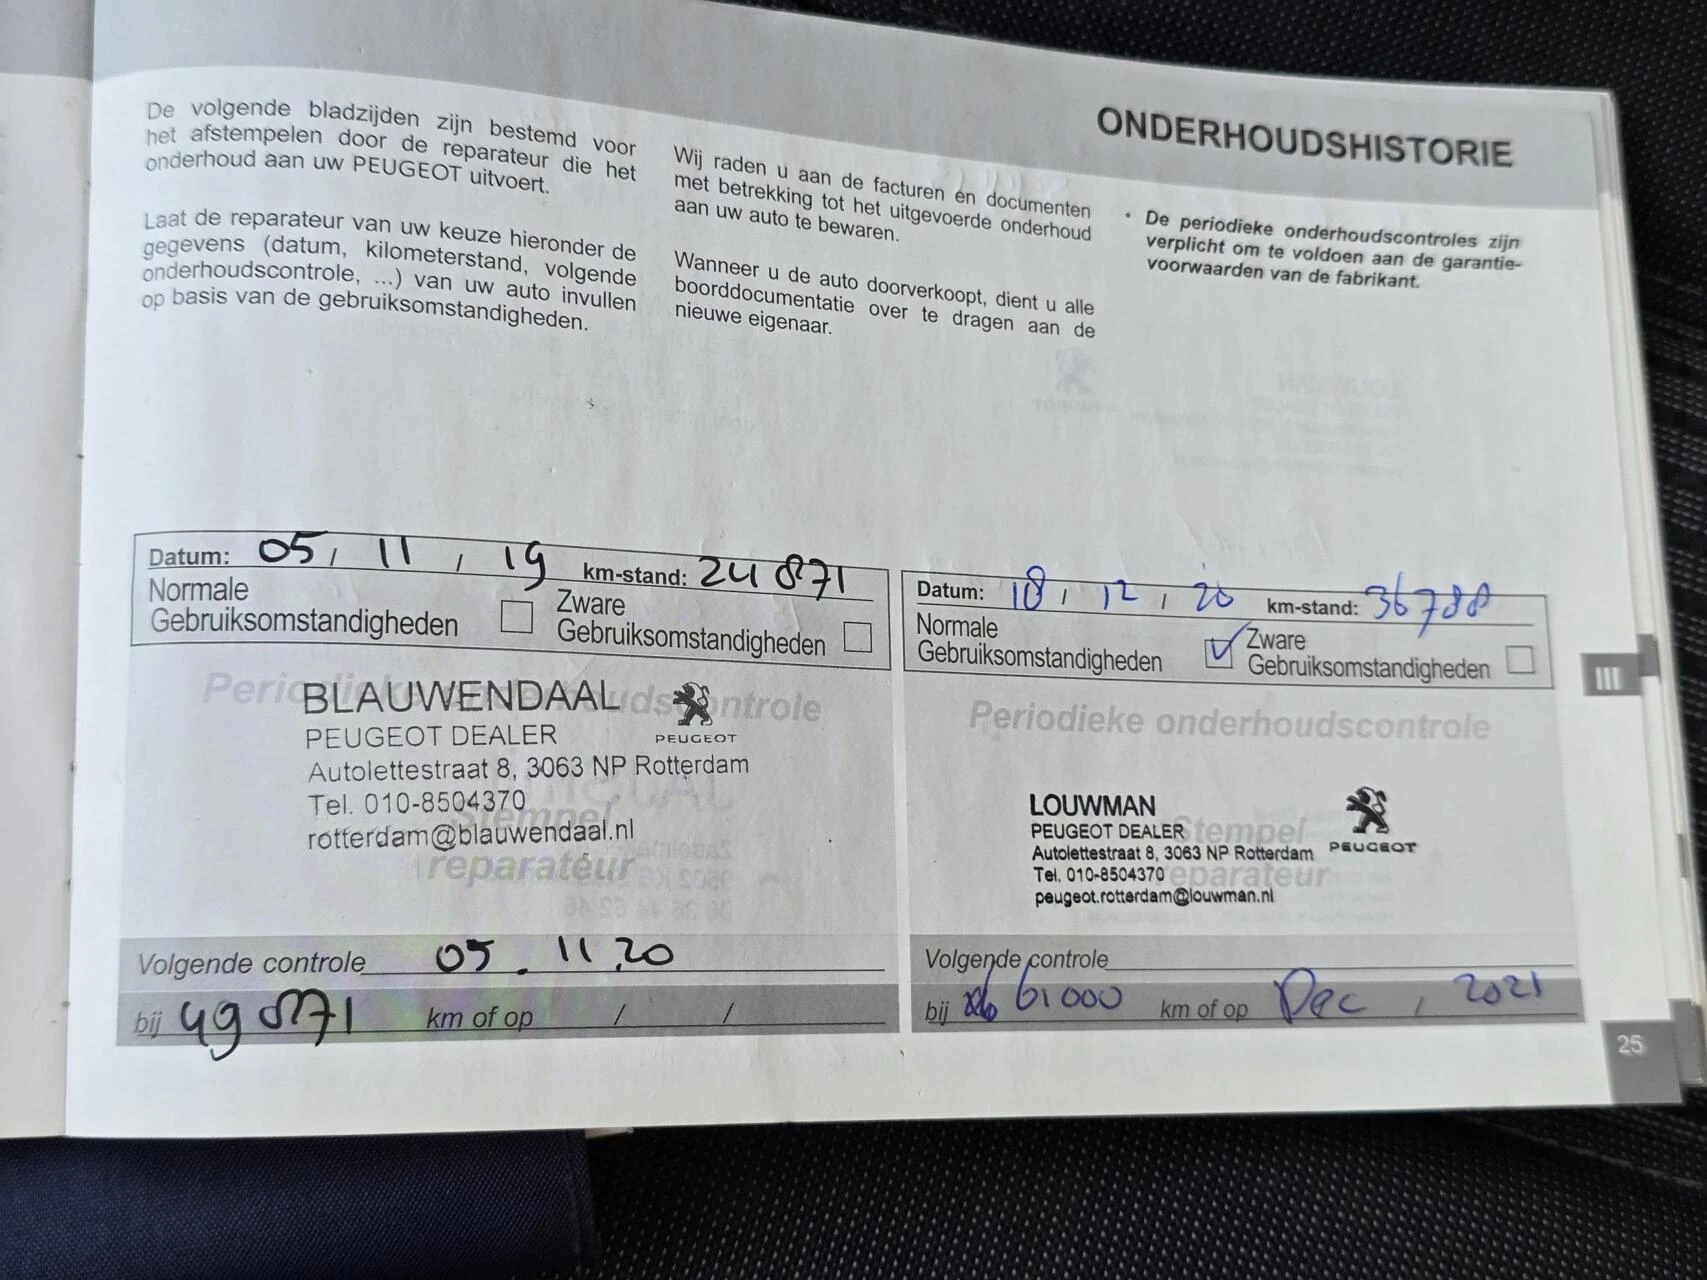 ONDERHOUDSHISTORIE
De volgende bladzijden zijn bestemd voor
het afstempelen door de reparateur die het
onderhoud aan uw PEUGEOT uitvoert.
Laat de reparateur van uw keuze hieronder de
gegevens (datum, kilometerstand, volgende
onderhoudscontrole, ...) van uw auto invullen
op basis van de gebruiksomstandigheden.
Wij raden u aan de facturen en documenten
met betrekking tot het uitgevoerde onderhoud
aan uw auto te bewaren.
Wanneer u de auto doorverkoopt, dient u alle
boorddocumentatie over te dragen aan de
nieuwe eigenaar.
• De periodieke onderhoudscontroles zijn
verplicht om te voldoen aan de garantie-
voorwaarden van de fabrikant.
Datum: 05 / 11 / 19 km-stand: 24871
Normale
Gebruiksomstandigheden
Zware
Gebruiksomstandigheden
Periodieke onderhoudscontrole
BLAUWENDAAL
PEUGEOT DEALER
PEUGEOT
Autolettestraat 8, 3063 NP Rotterdam
Tel. 010-8504370
Stempel
rotterdam@blauwendaal.nl
reparateur
Volgende controle 05.11.20
bij 49871 km of op / /
Datum: 18 / 12 / 20 km-stand: 36788
Normale
Gebruiksomstandigheden
Zware
Gebruiksomstandigheden
Periodieke onderhoudscontrole
LOUWMAN
PEUGEOT DEALER
Stempel
PEUGEOT
Autolettestraat 8, 3063 NP Rotterdam
Tel. 010-8504370
reparateur
peugeot.rotterdam@louwman.nl
Volgende controle
bij 61000 km of op Dec / 2021
III
25